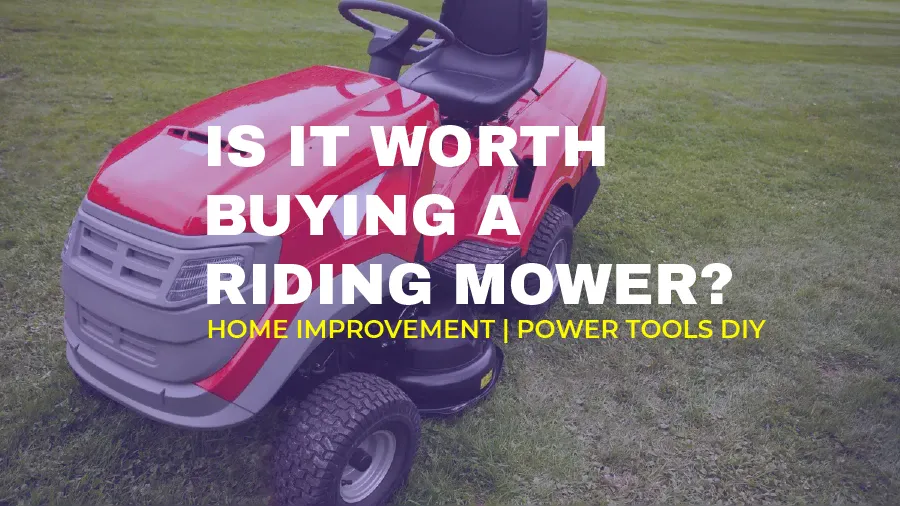 IS IT WORTH
BUYING A
RIDING MOWER?
HOME IMPROVEMENT | POWER TOOLS DIY